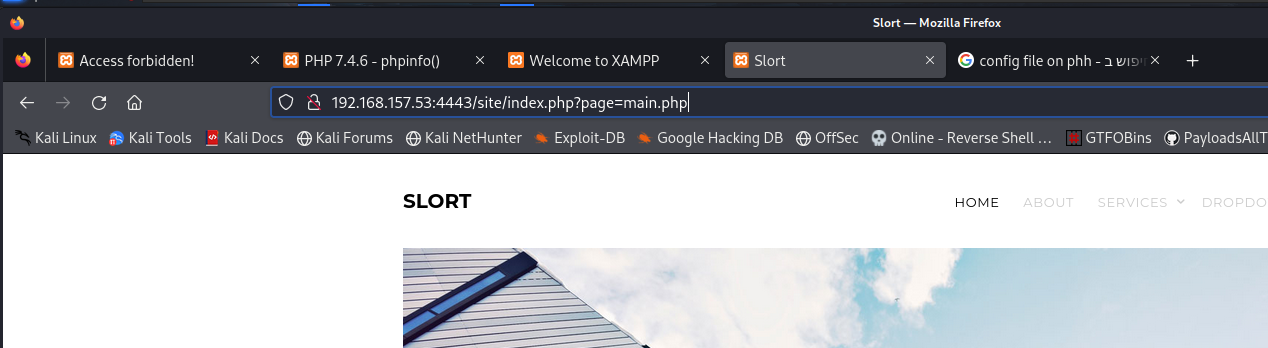 Slort — Mozilla Firefox
Access forbidden!
PHP 7.4.6 - phpinfo()
Welcome to XAMPP
Slort
config file on phh - חיפוש ב
192.168.157.53:4443/site/index.php?page=main.php
Kali Linux
Kali Tools
Kali Docs
Kali Forums
Kali NetHunter
Exploit-DB
Google Hacking DB
OffSec
Online - Reverse Shell …
GTFOBins
PayloadsAllT
SLORT
HOME
ABOUT
SERVICES
DROPDO